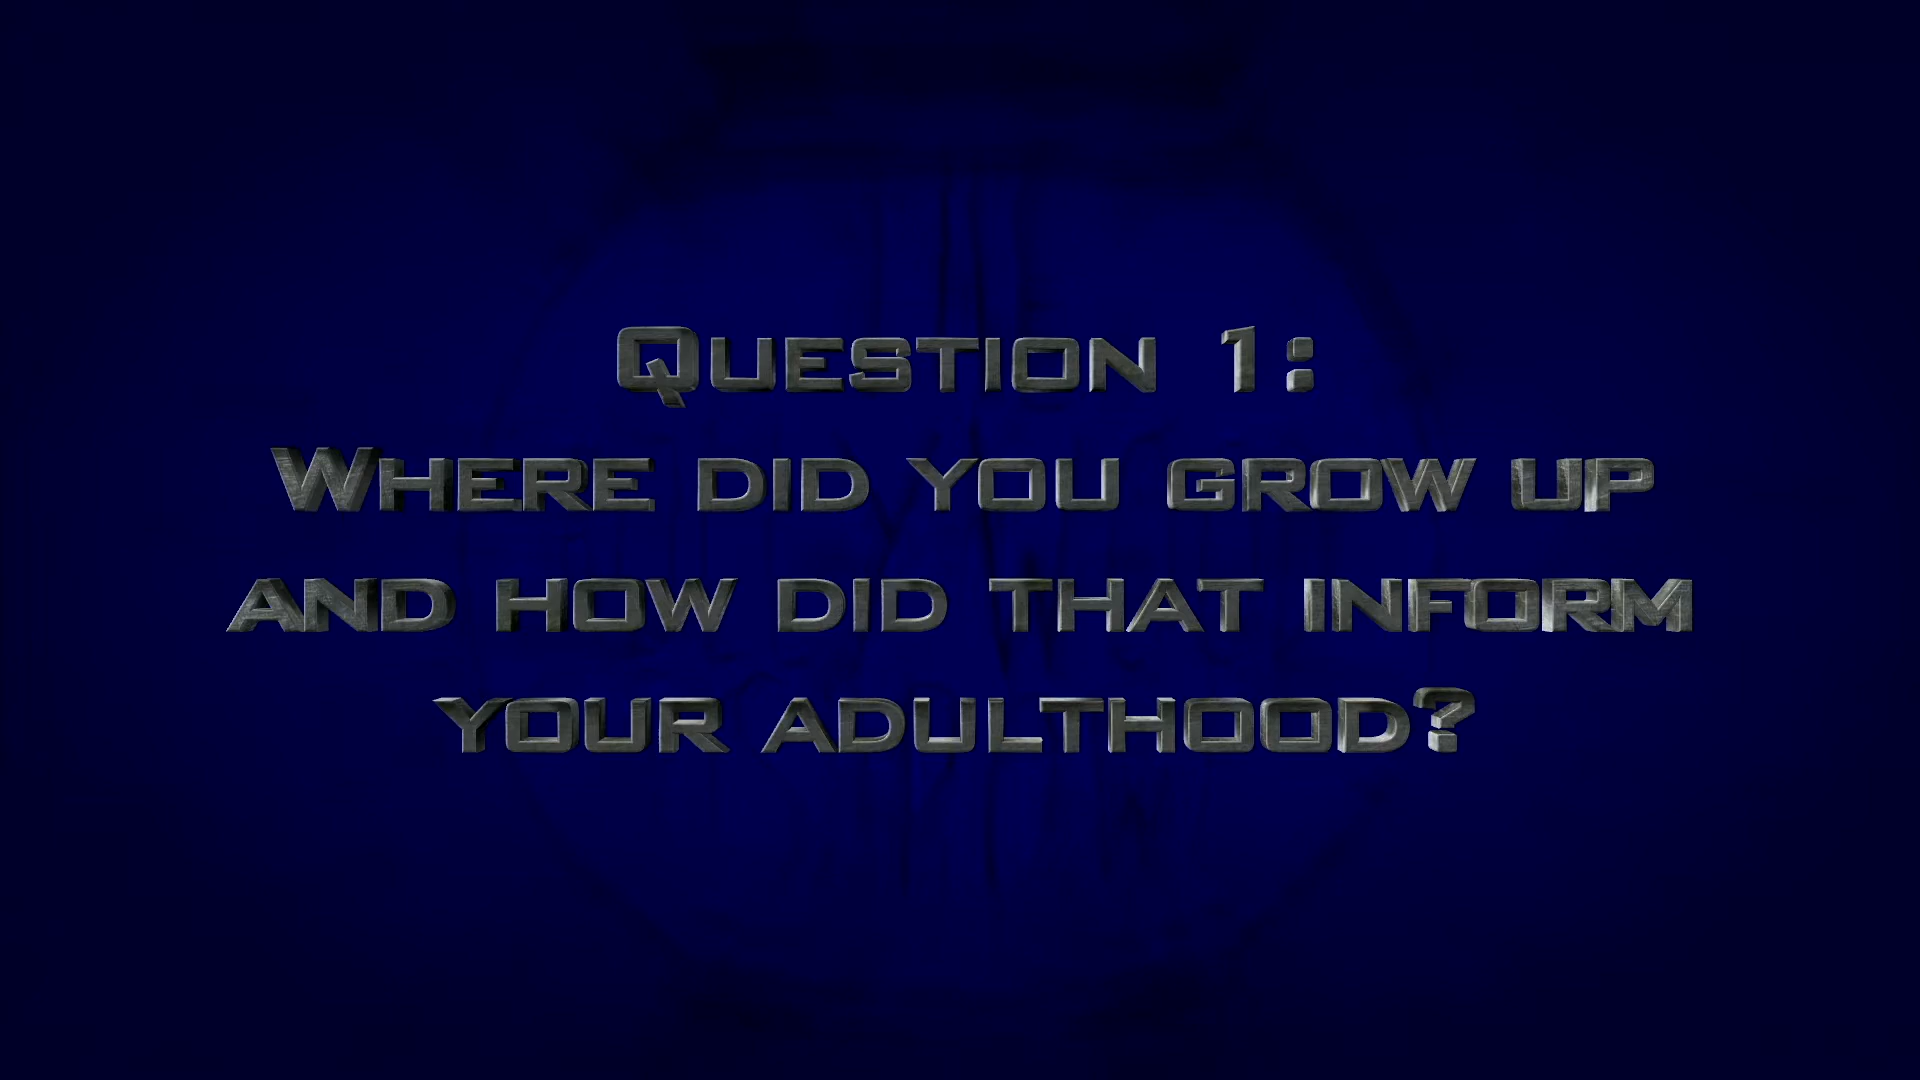 Question 1:
Where did you grow up
and how did that inform
your adulthood?